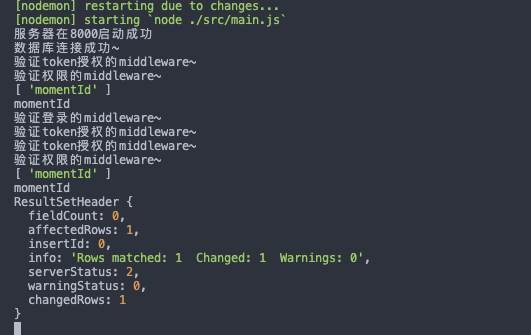 [nodemon] restarting due to changes...
[nodemon] starting `node ./src/main.js`
服务器在8000启动成功
数据库连接成功~
验证token授权的middleware~
验证权限的middleware~
[ 'momentId' ]
momentId
验证登录的middleware~
验证token授权的middleware~
验证token授权的middleware~
验证权限的middleware~
[ 'momentId' ]
momentId
ResultSetHeader {
  fieldCount: 0,
  affectedRows: 1,
  insertId: 0,
  info: 'Rows matched: 1  Changed: 1  Warnings: 0',
  serverStatus: 2,
  warningStatus: 0,
  changedRows: 1
}